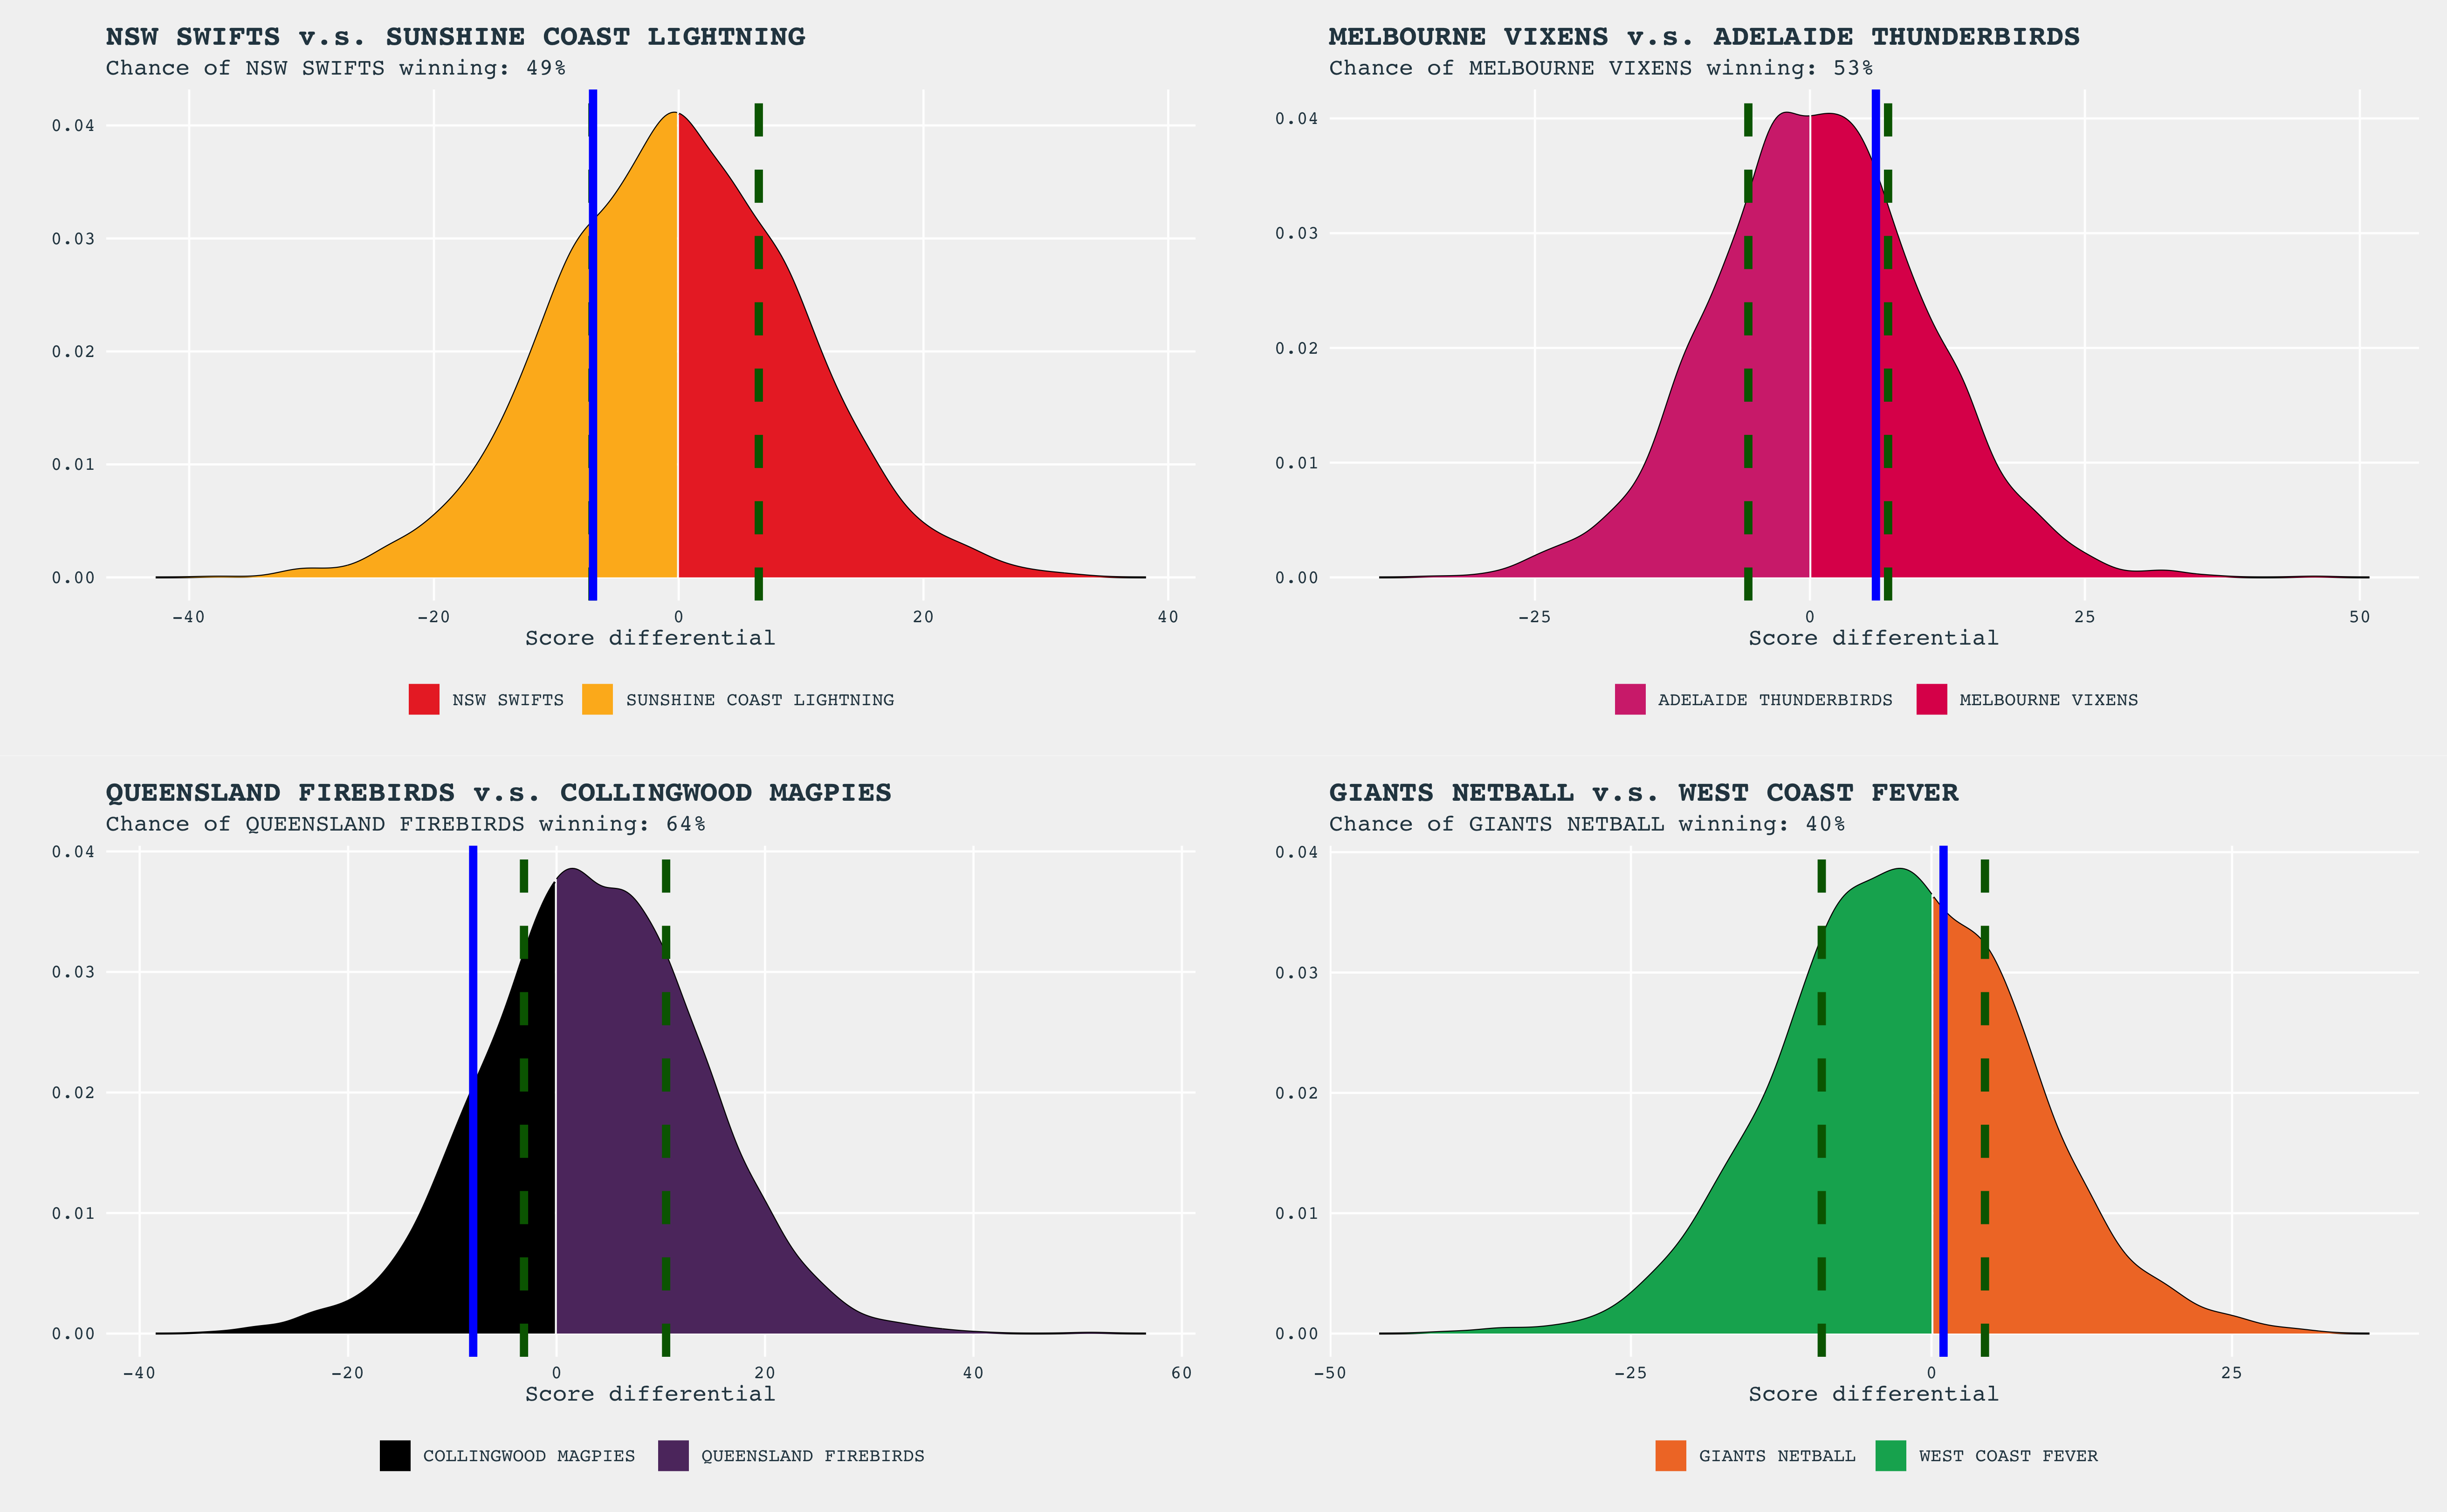 NSW SWIFTS v.s. SUNSHINE COAST LIGHTNING
Chance of NSW SWIFTS winning: 49%
0.04
0.03
0.02
0.01
0.00
-40 -20 0 20 40
Score differential
NSW SWIFTS SUNSHINE COAST LIGHTNING
MELBOURNE VIXENS v.s. ADELAIDE THUNDERBIRDS
Chance of MELBOURNE VIXENS winning: 53%
0.04
0.03
0.02
0.01
0.00
-25 0 25 50
Score differential
ADELAIDE THUNDERBIRDS MELBOURNE VIXENS
QUEENSLAND FIREBIRDS v.s. COLLINGWOOD MAGPIES
Chance of QUEENSLAND FIREBIRDS winning: 64%
0.04
0.03
0.02
0.01
0.00
-40 -20 0 20 40 60
Score differential
COLLINGWOOD MAGPIES QUEENSLAND FIREBIRDS
GIANTS NETBALL v.s. WEST COAST FEVER
Chance of GIANTS NETBALL winning: 40%
0.04
0.03
0.02
0.01
0.00
-50 -25 0 25
Score differential
GIANTS NETBALL WEST COAST FEVER